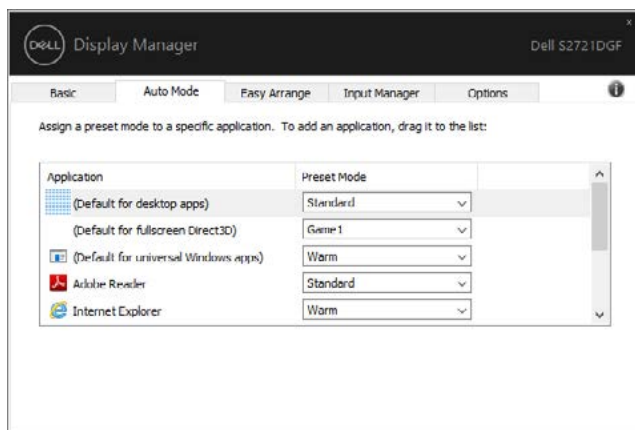 x
DELL Display Manager Dell S2721DGF
Basic Auto Mode Easy Arrange Input Manager Options
Assign a preset mode to a specific application. To add an application, drag it to the list:
Application Preset Mode
(Default for desktop apps) Standard
(Default for fullscreen Direct3D) Game1
(Default for universal Windows apps) Warm
Adobe Reader Standard
Internet Explorer Warm